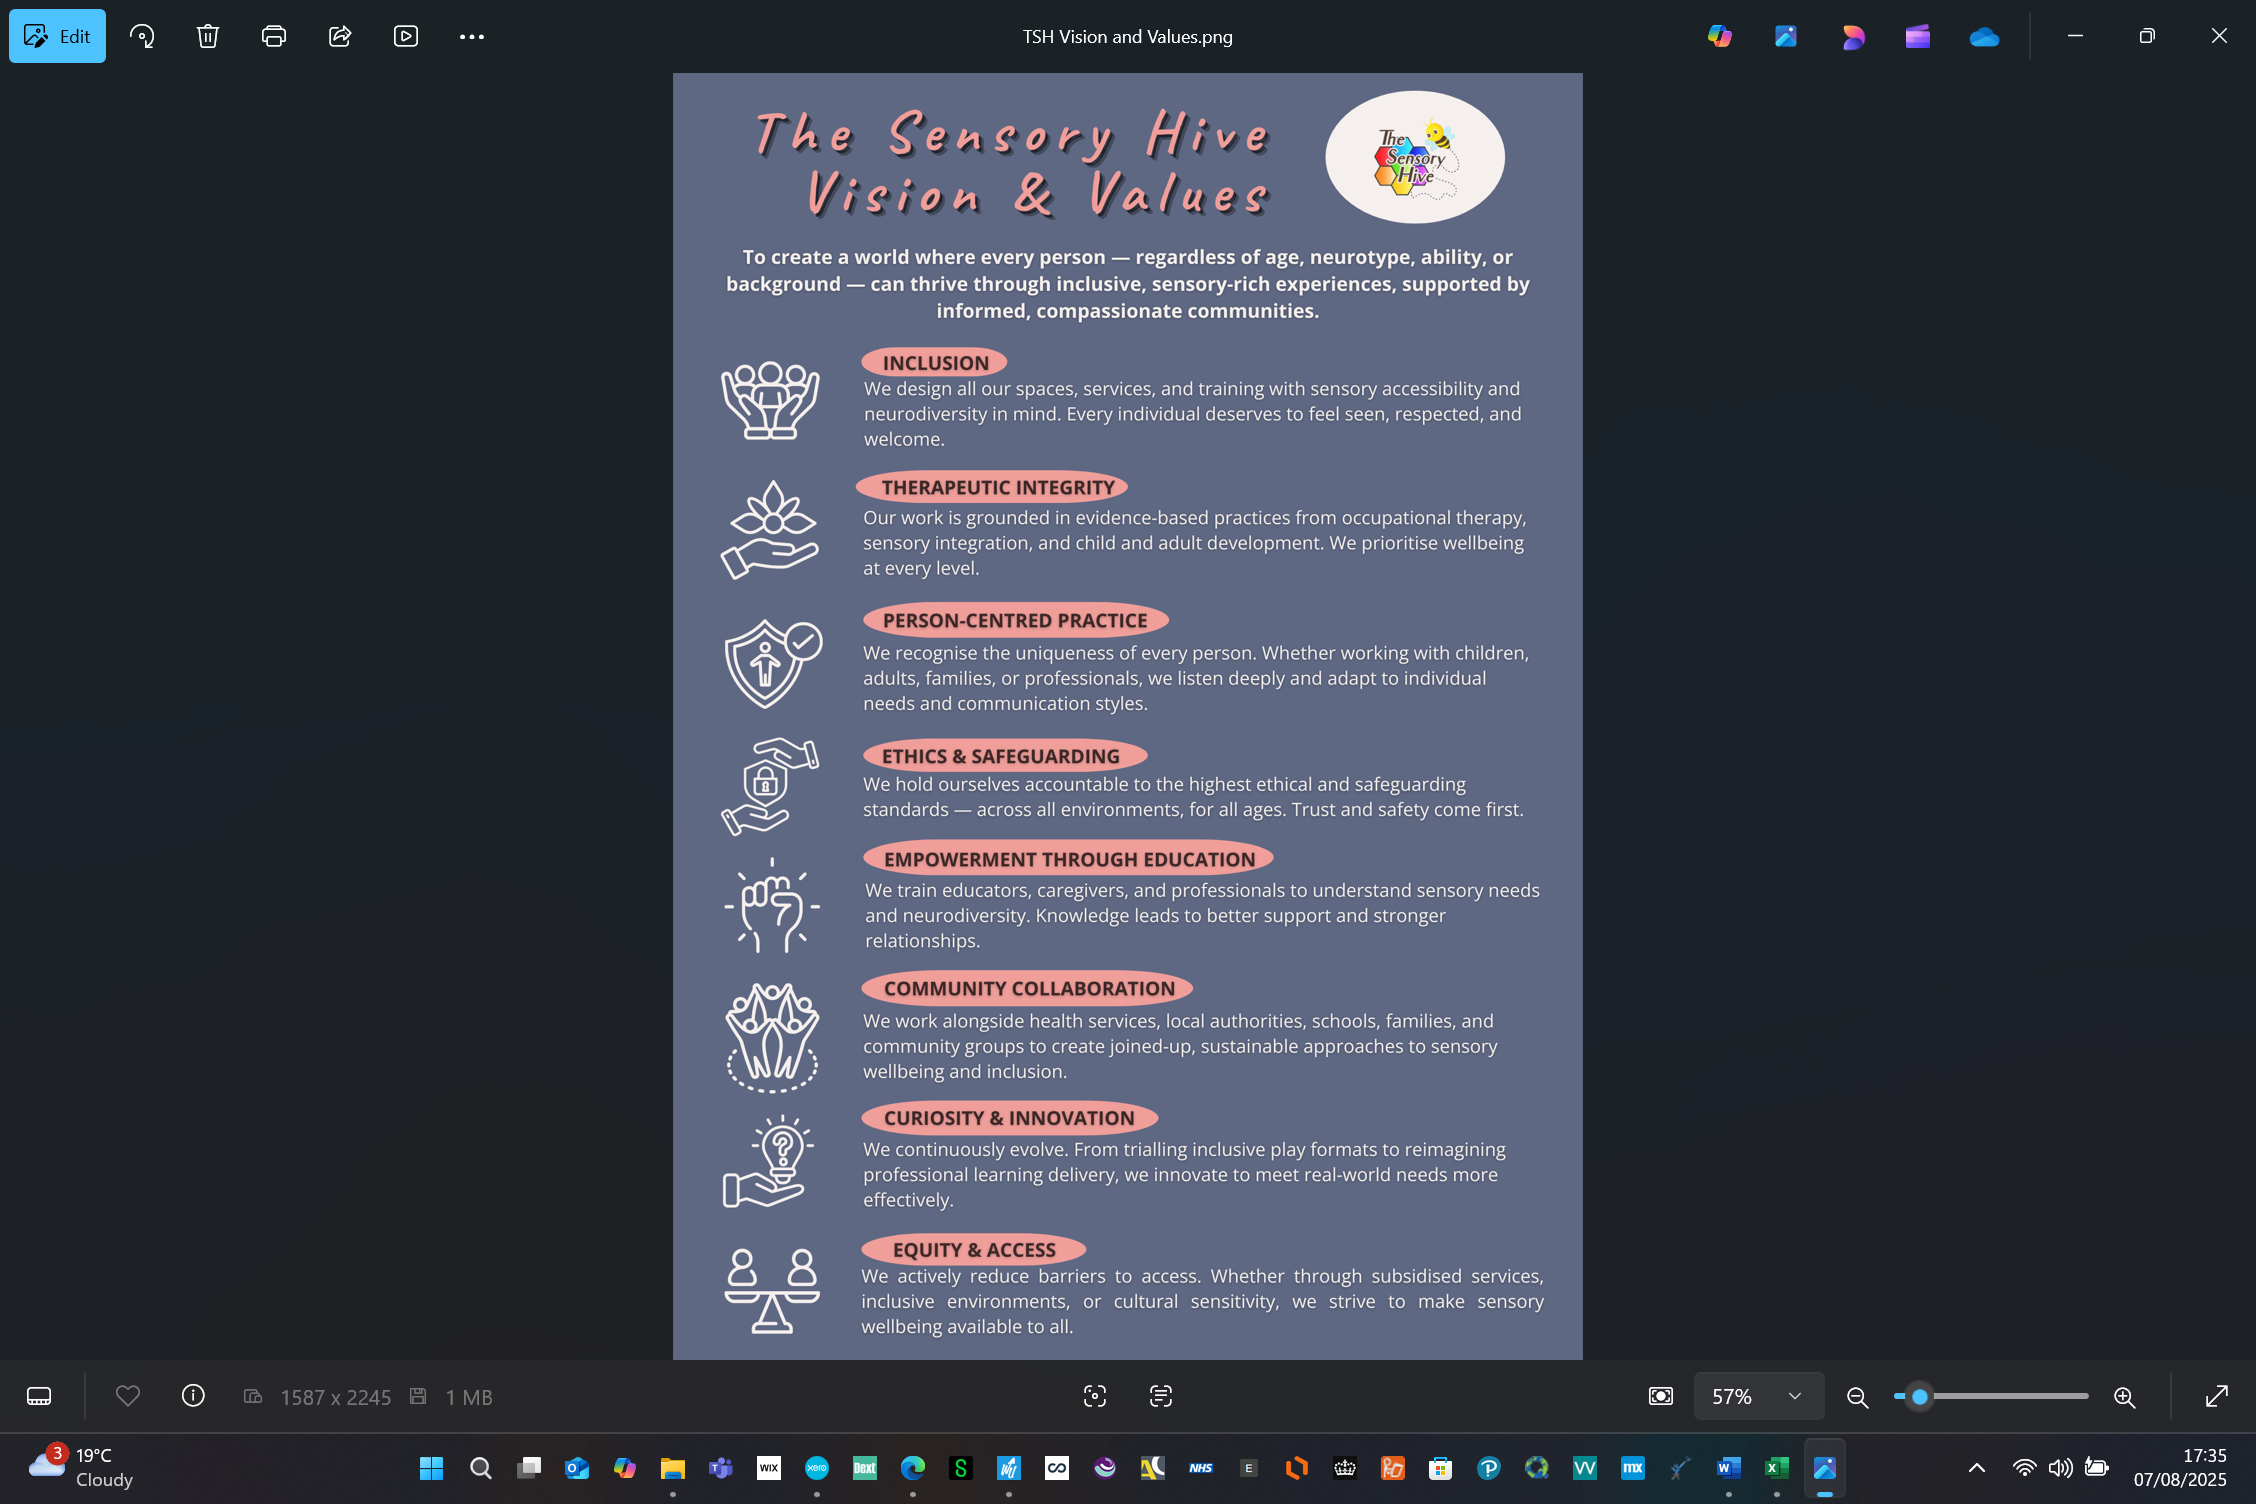 Edit
TSH Vision and Values.png
The Sensory Hive
Vision & Values
The
Sensory
Hive
To create a world where every person — regardless of age, neurotype, ability, or
background — can thrive through inclusive, sensory-rich experiences, supported by
informed, compassionate communities.
INCLUSION
We design all our spaces, services, and training with sensory accessibility and
neurodiversity in mind. Every individual deserves to feel seen, respected, and
welcome.
THERAPEUTIC INTEGRITY
Our work is grounded in evidence-based practices from occupational therapy,
sensory integration, and child and adult development. We prioritise wellbeing
at every level.
PERSON-CENTRED PRACTICE
We recognise the uniqueness of every person. Whether working with children,
adults, families, or professionals, we listen deeply and adapt to individual
needs and communication styles.
ETHICS & SAFEGUARDING
We hold ourselves accountable to the highest ethical and safeguarding
standards — across all environments, for all ages. Trust and safety come first.
EMPOWERMENT THROUGH EDUCATION
We train educators, caregivers, and professionals to understand sensory needs
and neurodiversity. Knowledge leads to better support and stronger
relationships.
COMMUNITY COLLABORATION
We work alongside health services, local authorities, schools, families, and
community groups to create joined-up, sustainable approaches to sensory
wellbeing and inclusion.
CURIOSITY & INNOVATION
We continuously evolve. From trialling inclusive play formats to reimagining
professional learning delivery, we innovate to meet real-world needs more
effectively.
EQUITY & ACCESS
We actively reduce barriers to access. Whether through subsidised services,
inclusive environments, or cultural sensitivity, we strive to make sensory
wellbeing available to all.
1587 x 2245 1 MB
57%
3 19°C
Cloudy
WIX xero Dext S NHS E mx W X
17:35
07/08/2025